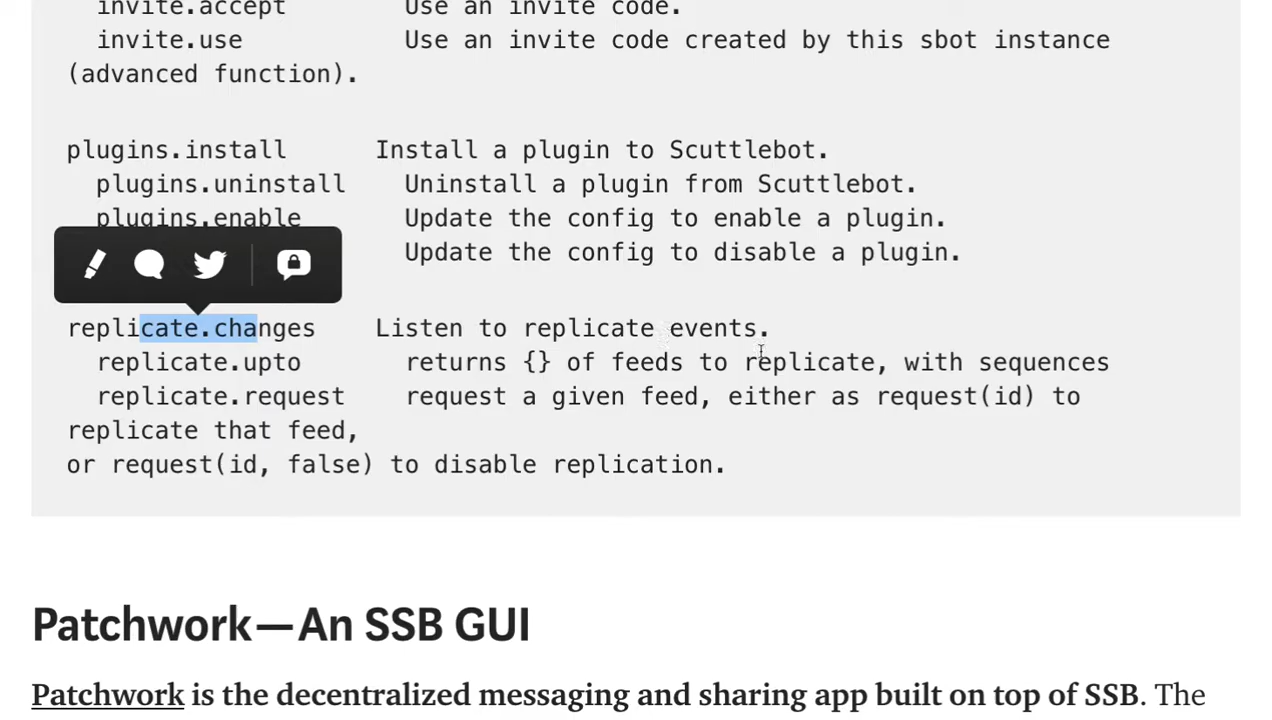 invite.accept Use an invite code.
invite.use Use an invite code created by this sbot instance
(advanced function).
plugins.install Install a plugin to Scuttlebot.
plugins.uninstall Uninstall a plugin from Scuttlebot.
plugins.enable Update the config to enable a plugin.
Update the config to disable a plugin.
replicate.changes Listen to replicate events.
replicate.upto returns {} of feeds to replicate, with sequences
replicate.request request a given feed, either as request(id) to
replicate that feed,
or request(id, false) to disable replication.
Patchwork—An SSB GUI
Patchwork is the decentralized messaging and sharing app built on top of SSB. The